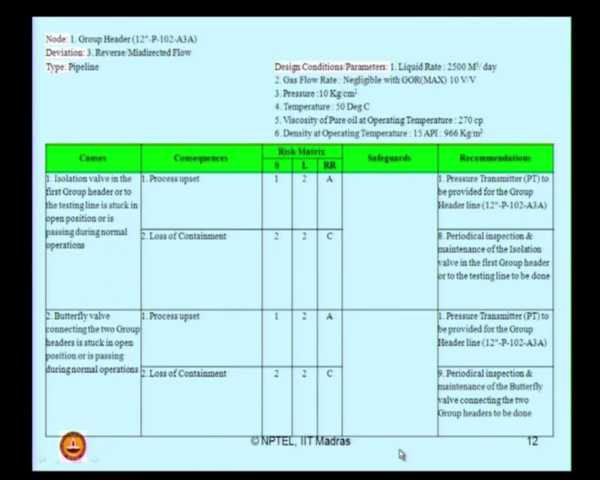 Node: 1. Group Header (12"-P-102-A3A)
Deviation: 3. Reverse/Misdirected Flow
Type: Pipeline
Design Conditions/Parameters: 1. Liquid Rate : 2500 M³/ day
2. Gas Flow Rate : Negligible with GOR(MAX) 10 V/V
3. Pressure :10 Kg/cm²
4. Temperature : 50 Deg C
5. Viscosity of Pure oil at Operating Temperature : 270 cp
6. Density at Operating Temperature : 15 API : 966 Kg/m³
Causes
Consequences
Risk Matrix
S L RR
Safeguards
Recommendations
1. Isolation valve in the
first Group header or to
the testing line is stuck in
open position or is
passing during normal
operations
1. Process upset
1 2 A
1. Pressure Transmitter (PT) to
be provided for the Group
Header line (12"-P-102-A3A)
2. Loss of Containment
2 2 C
8. Periodical inspection &
maintenance of the Isolation
valve in the first Group header
or to the testing line to be done
2. Butterfly valve
connecting the two Group
headers is stuck in open
position or is passing
during normal operations
1. Process upset
1 2 A
1. Pressure Transmitter (PT) to
be provided for the Group
Header line (12"-P-102-A3A)
2. Loss of Containment
2 2 C
9. Periodical inspection &
maintenance of the Butterfly
valve connecting the two
Group headers to be done
© NPTEL, IIT Madras
12